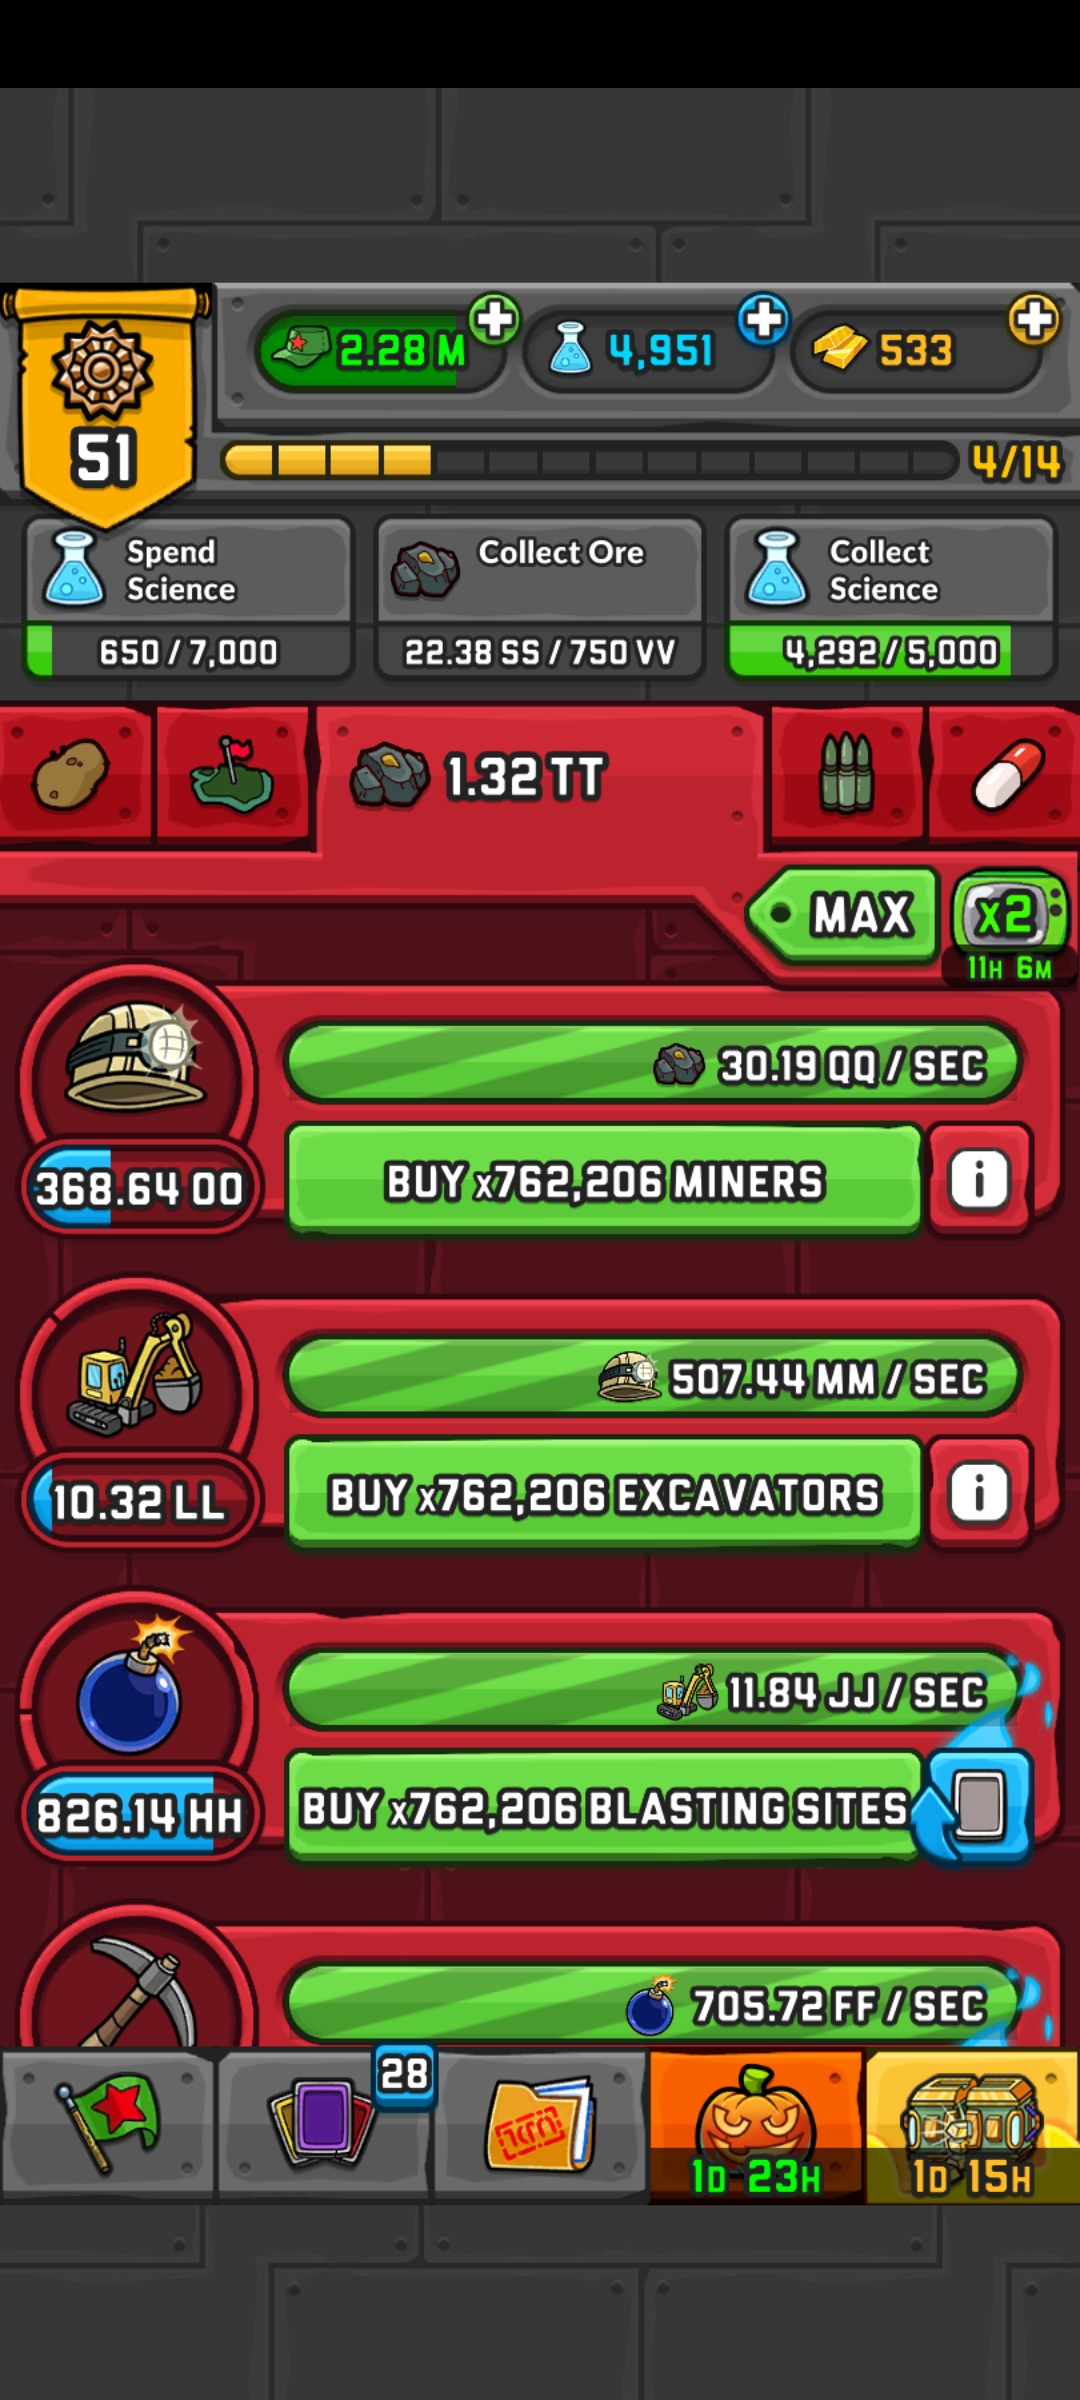 2.28 M
4,951
533
51
4/14
Spend
Science
650 / 7,000
Collect Ore
22.38 SS / 750 VV
Collect
Science
4,292 / 5,000
1.32 TT
MAX
x2
11H 6M
30.19 QQ / SEC
368.64 OO
BUY x762,206 MINERS
i
507.44 MM / SEC
10.32 LL
BUY x762,206 EXCAVATORS
i
11.84 JJ / SEC
826.14 HH
BUY x762,206 BLASTING SITES
705.72 FF / SEC
28
1D 23H
1D 15H